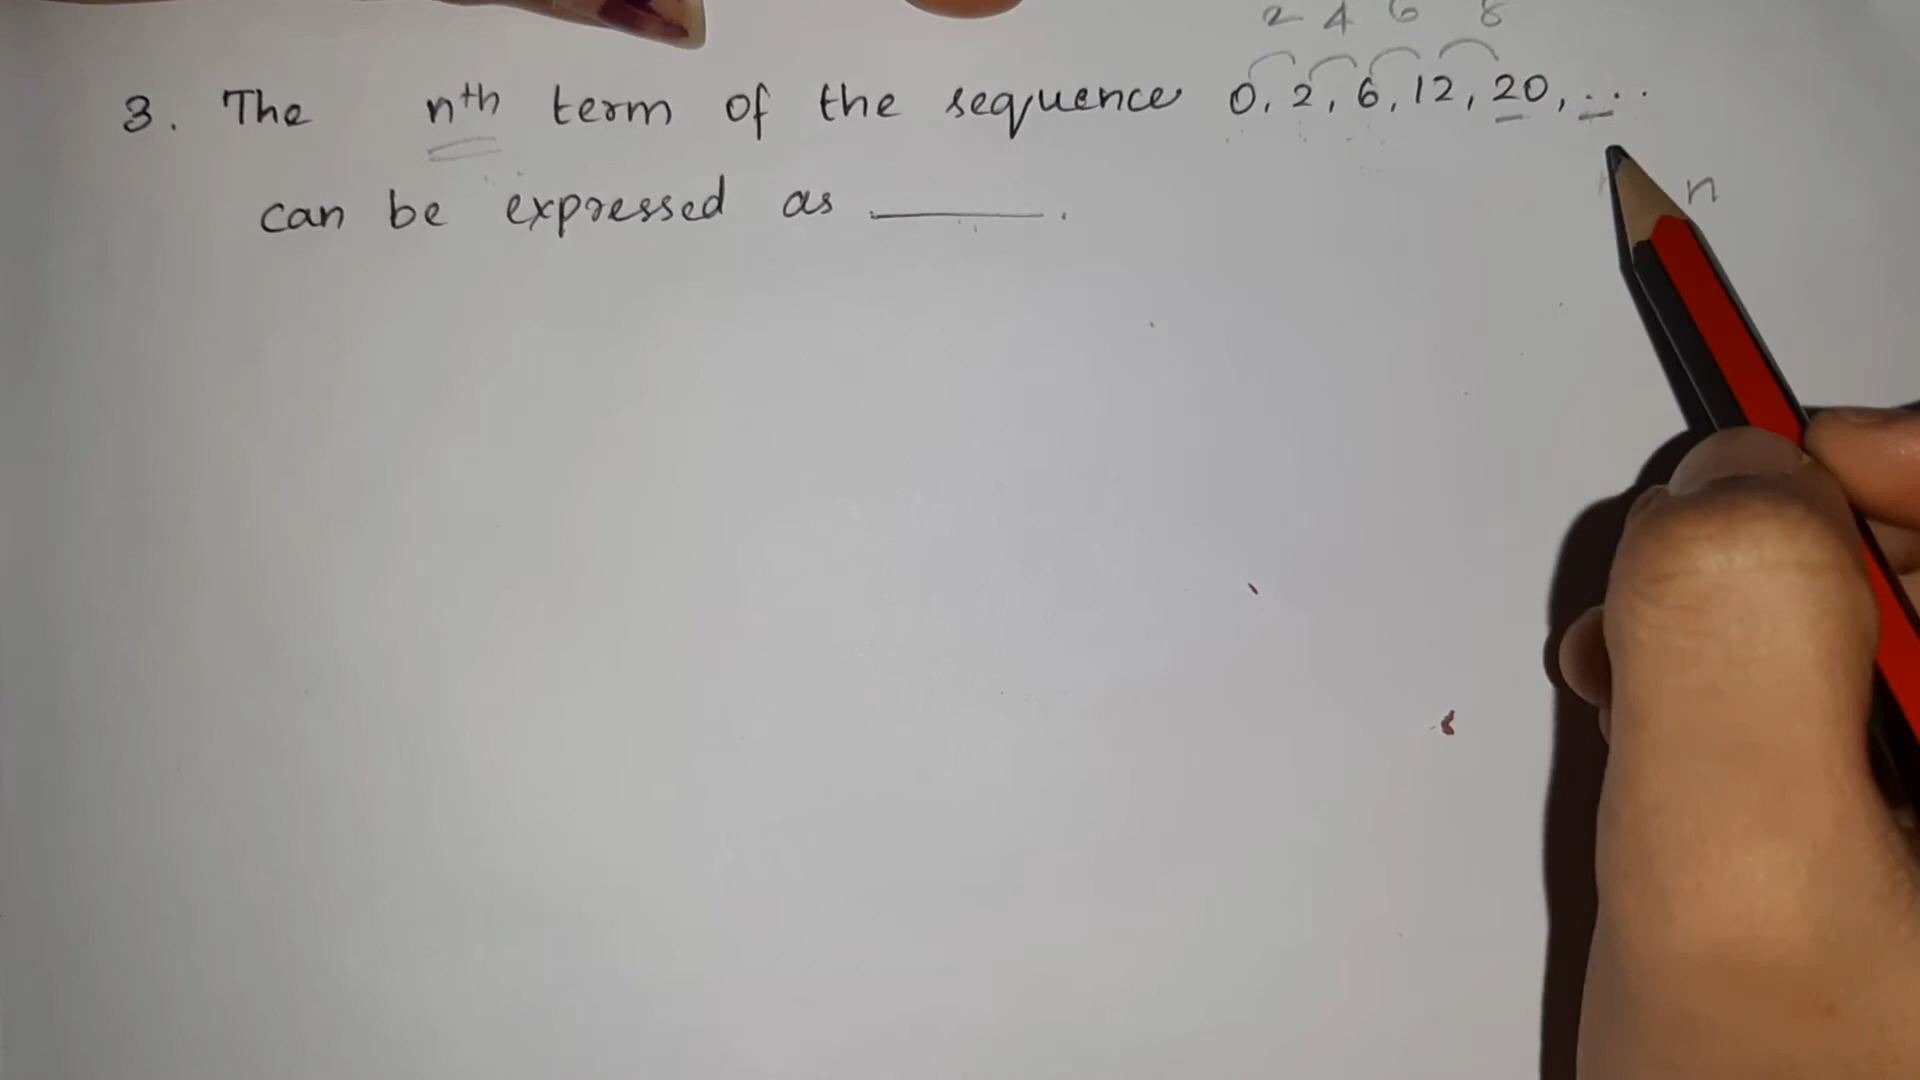 2 4 6 8
3. The nth term of the sequence 0, 2, 6, 12, 20, ...
n
can be expressed as ______.